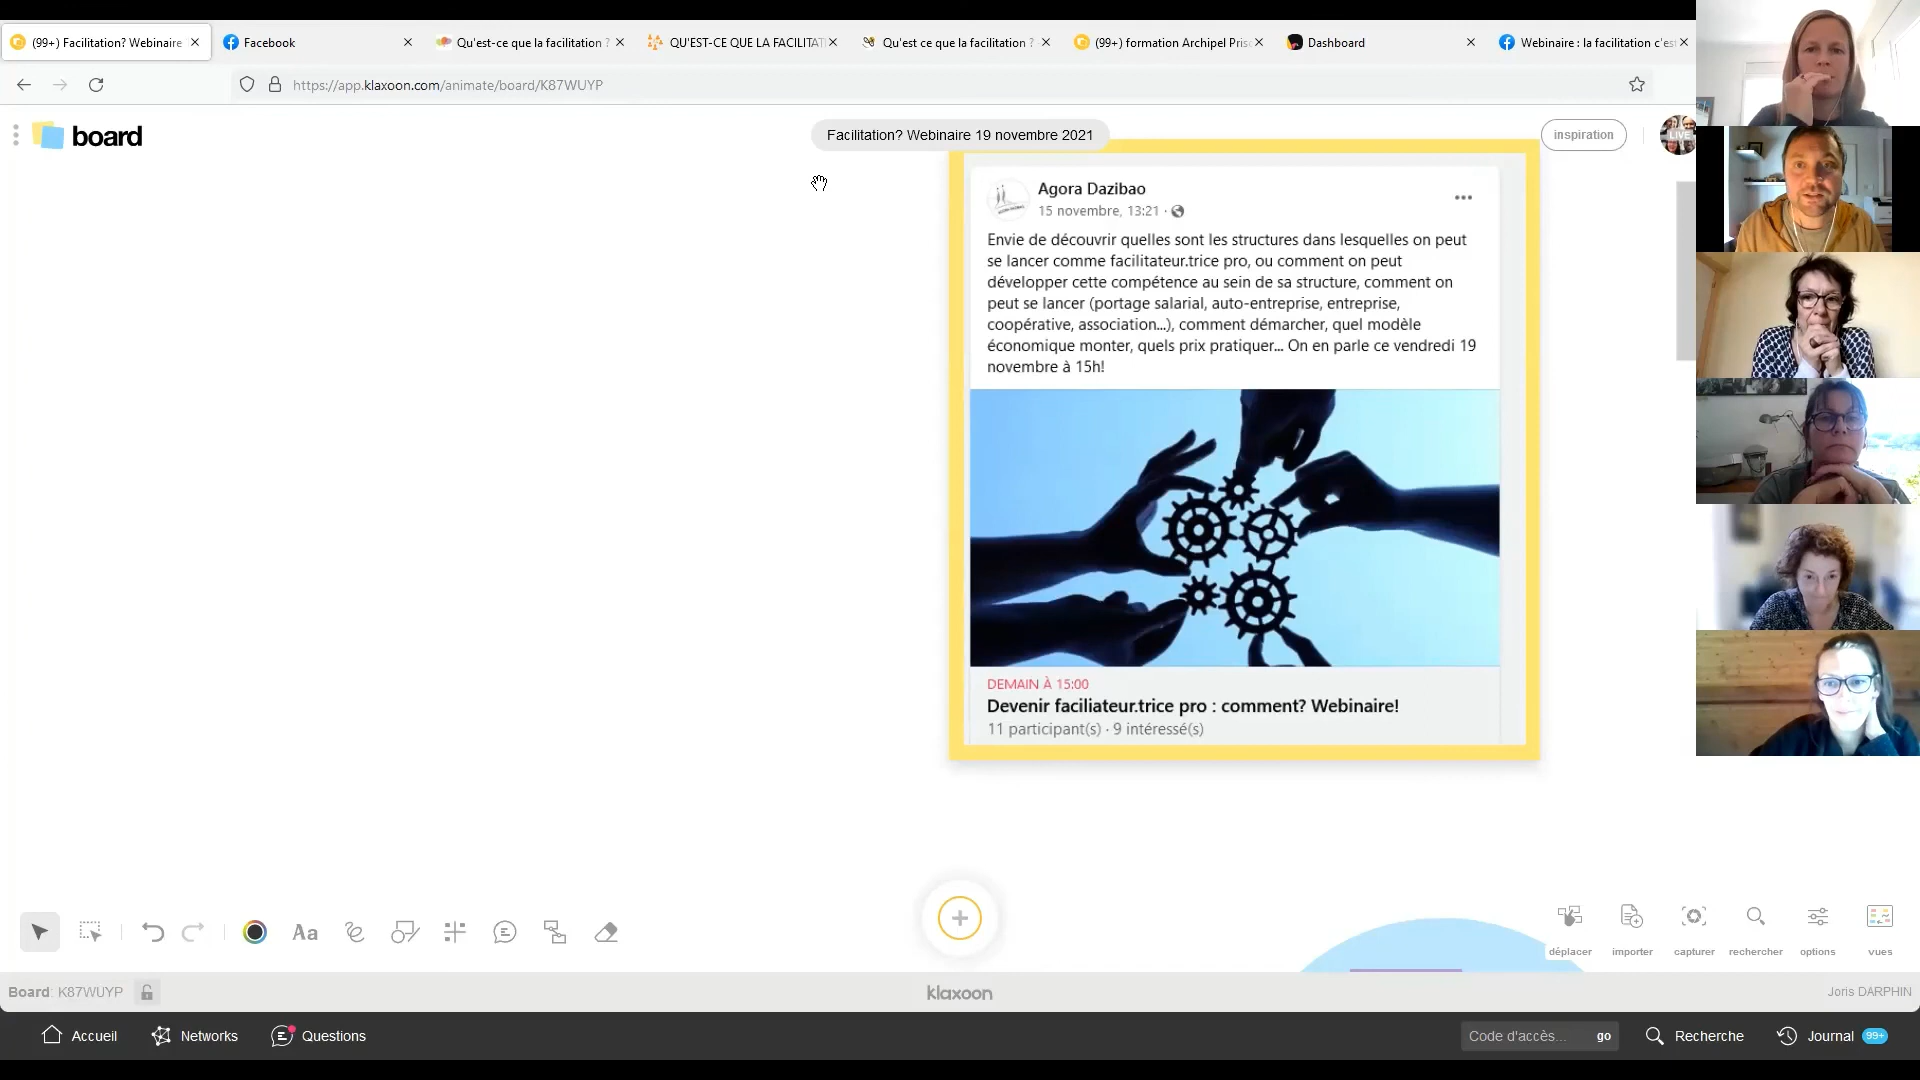 (99+) Facilitation? Webinaire
Facebook
Qu'est-ce que la facilitation ?
QU'EST-CE QUE LA FACILITAT
Qu'est ce que la facilitation ?
(99+) formation Archipel Pris
Dashboard
Webinaire : la facilitation c'es
https://app.klaxoon.com/animate/board/K87WUYP
board
Facilitation? Webinaire 19 novembre 2021
inspiration
LIVE
Agora Dazibao
15 novembre, 13:21 ·
Envie de découvrir quelles sont les structures dans lesquelles on peut
se lancer comme facilitateur.trice pro, ou comment on peut
développer cette compétence au sein de sa structure, comment on
peut se lancer (portage salarial, auto-entreprise, entreprise,
coopérative, association...), comment démarcher, quel modèle
économique monter, quels prix pratiquer... On en parle ce vendredi 19
novembre à 15h!
DEMAIN À 15:00
Devenir faciliateur.trice pro : comment? Webinaire!
11 participant(s) · 9 intéressé(s)
Aa
déplacer
importer
capturer
rechercher
options
vues
Board: K87WUYP
klaxoon
Joris DARPHIN
Accueil
Networks
Questions
Code d'accès...
go
Recherche
Journal
99+